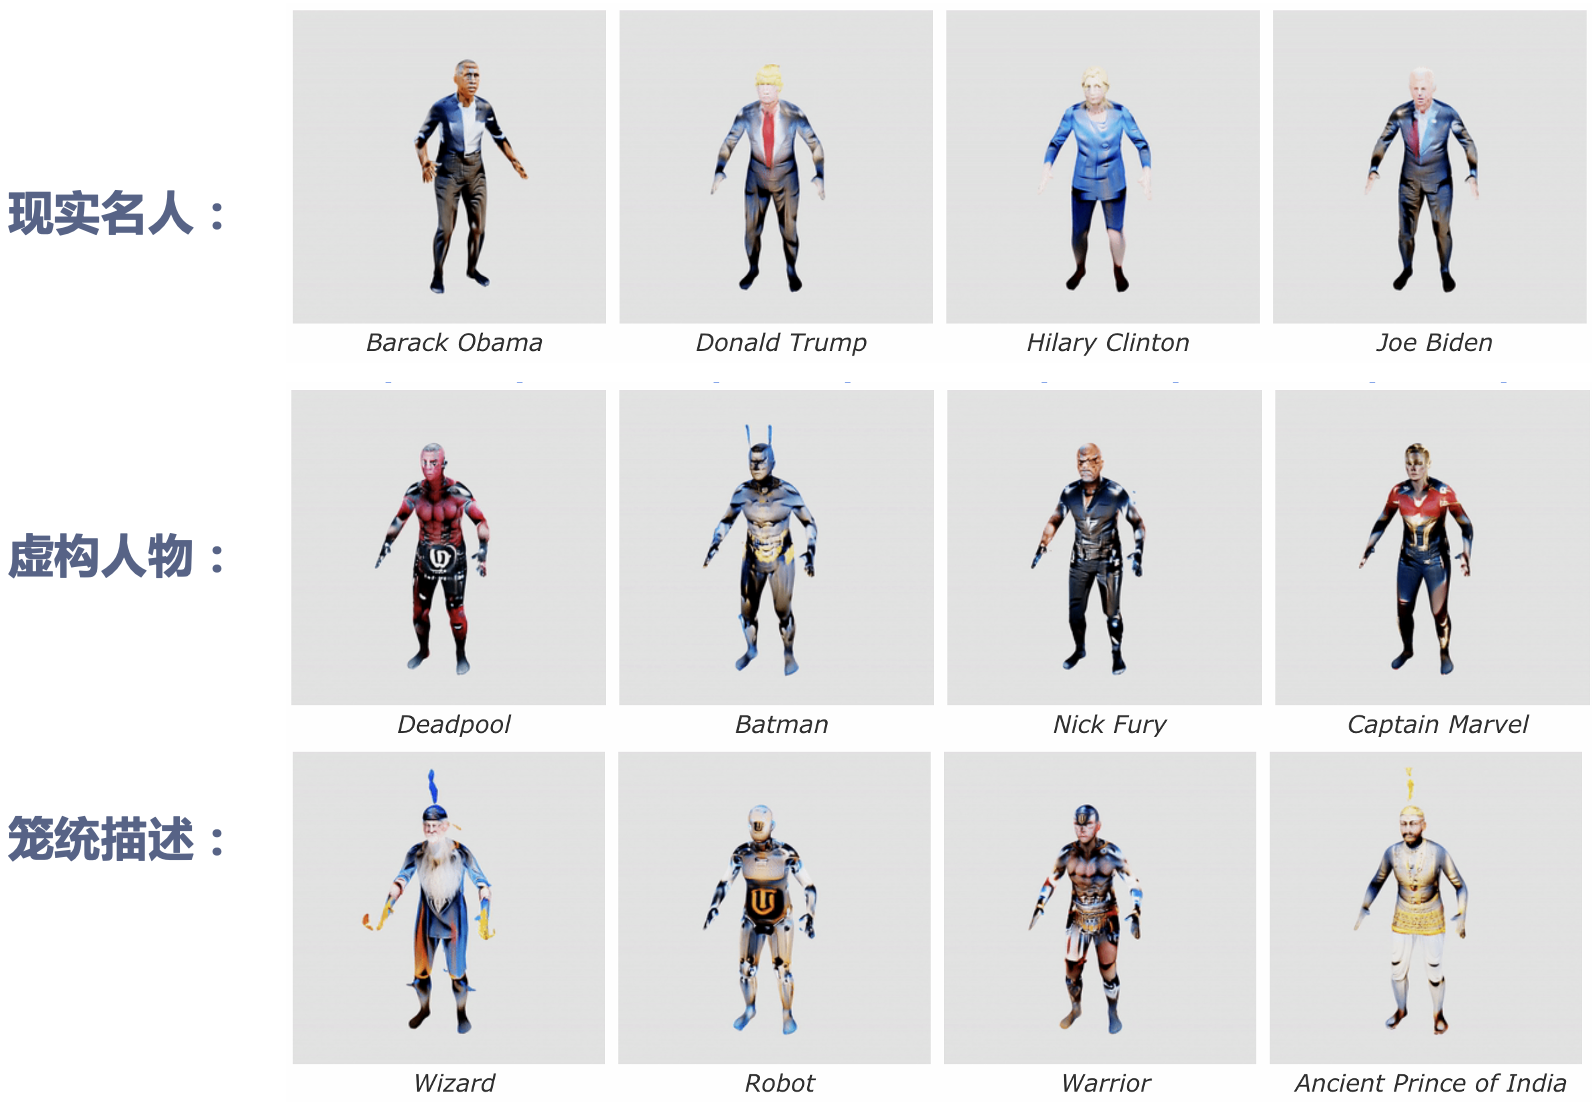 现实名人：
Barack Obama
Donald Trump
Hilary Clinton
Joe Biden
虚构人物：
Deadpool
Batman
Nick Fury
Captain Marvel
笼统描述：
Wizard
Robot
Warrior
Ancient Prince of India